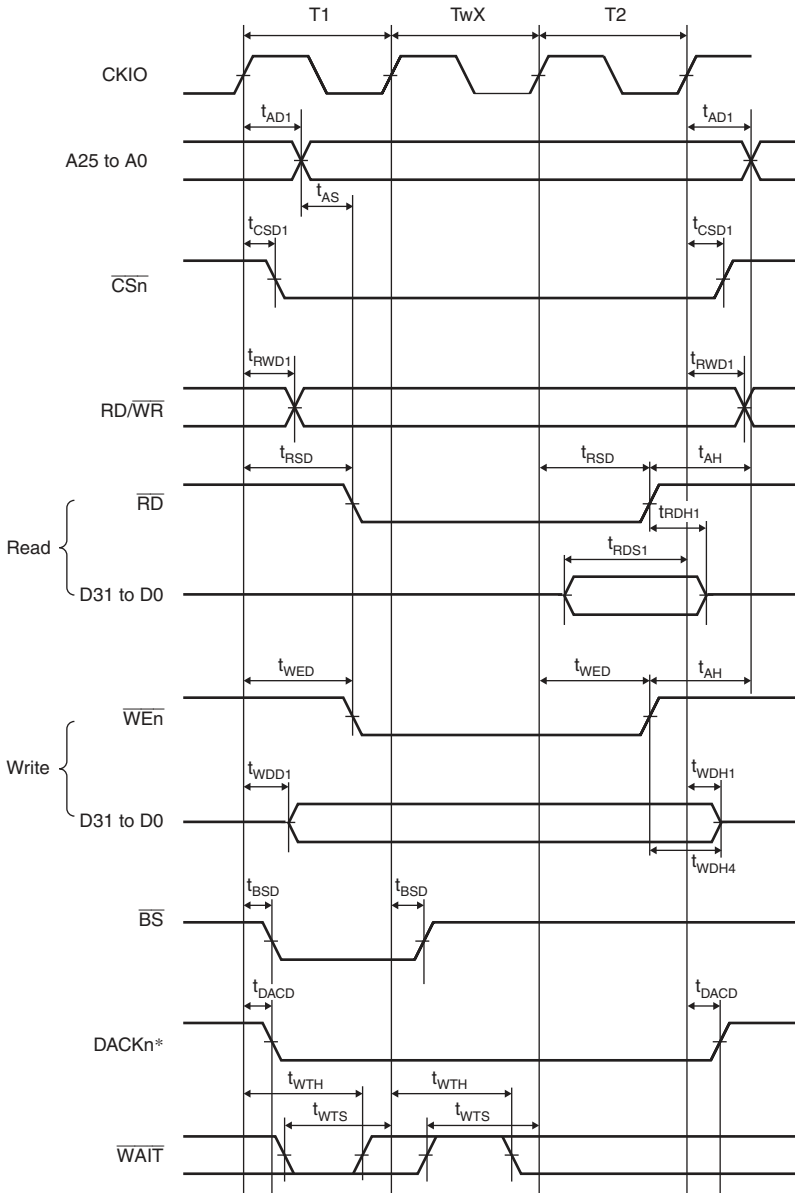 T1 TwX T2
CKIO
tAD1 tAD1
A25 to A0
tAS
tCSD1 tCSD1
CSn
tRWD1 tRWD1
RD/WR
tRSD tRSD tAH
RD
tRDH1
Read
tRDS1
D31 to D0
tWED tWED tAH
WEn
Write
tWDD1 tWDH1
D31 to D0
tWDH4
tBSD tBSD
BS
tDACD tDACD
DACKn*
tWTH tWTH
tWTS tWTS
WAIT